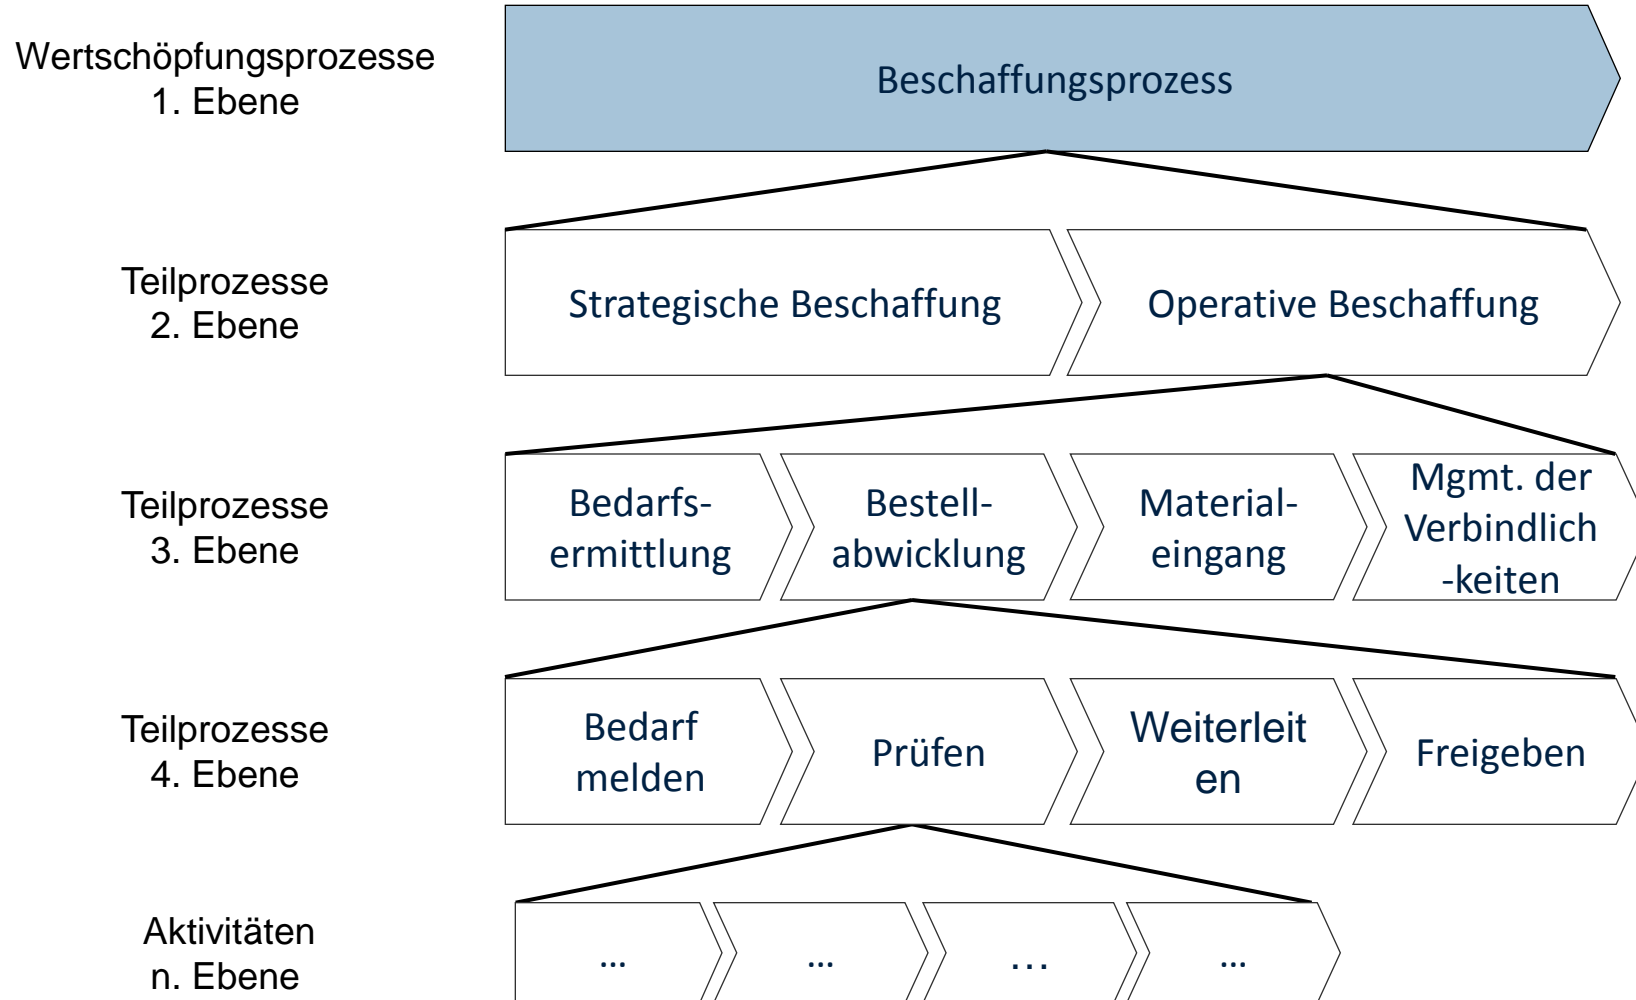 Wertschöpfungsprozesse
1. Ebene
Beschaffungsprozess
Teilprozesse
2. Ebene
Strategische Beschaffung
Operative Beschaffung
Teilprozesse
3. Ebene
Bedarfs-
ermittlung
Bestell-
abwicklung
Material-
eingang
Mgmt. der
Verbindlich
-keiten
Teilprozesse
4. Ebene
Bedarf
melden
Prüfen
Weiterleit
en
Freigeben
Aktivitäten
n. Ebene
...
...
...
...